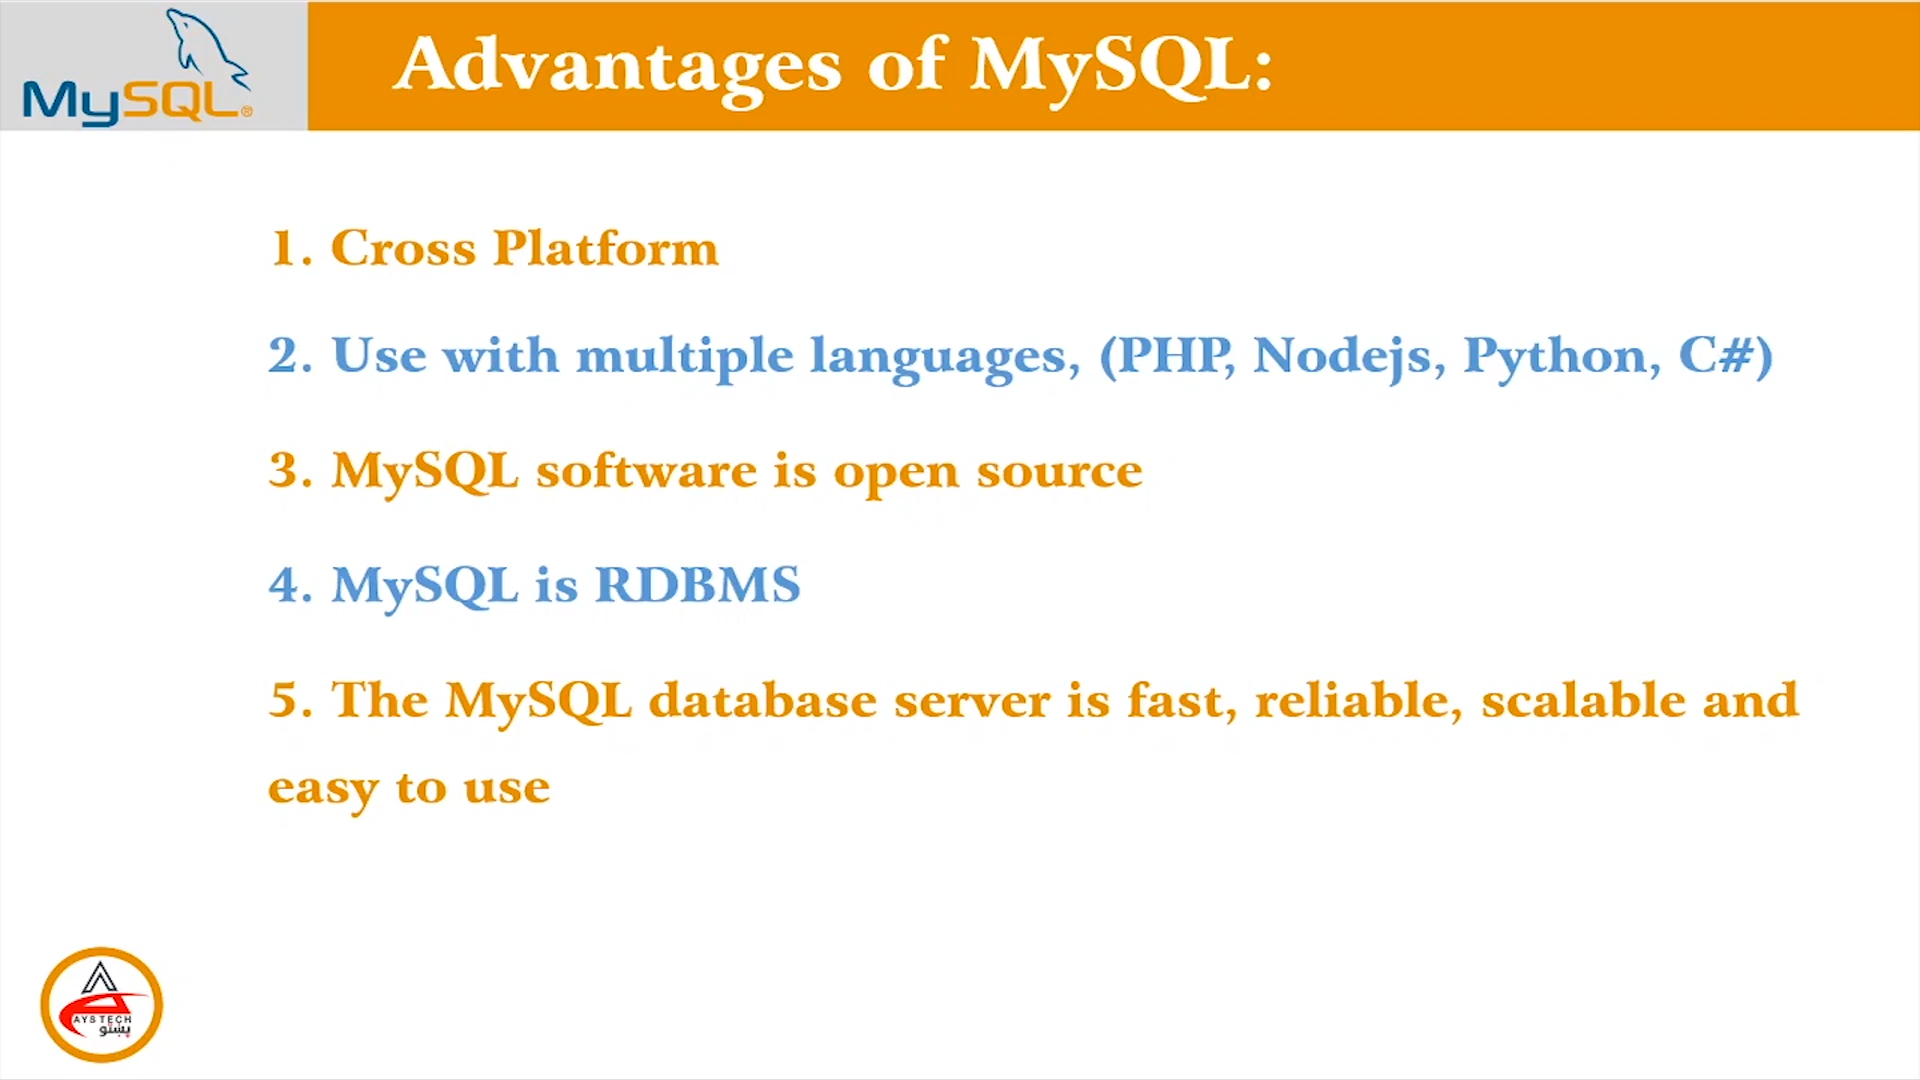 MySQL®
Advantages of MySQL:
1. Cross Platform
2. Use with multiple languages, (PHP, Nodejs, Python, C#)
3. MySQL software is open source
4. MySQL is RDBMS
5. The MySQL database server is fast, reliable, scalable and
easy to use
AYSTECH
پښتو